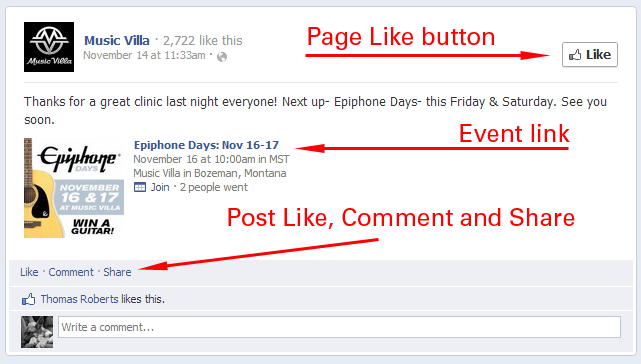 Music Villa · 2,722 like this
November 14 at 11:33am ·
Music Villa
Page Like button
Like
Thanks for a great clinic last night everyone! Next up- Epiphone Days- this Friday & Saturday. See you
soon.
Event link
Epiphone
DAYS
NOVEMBER
16 & 17
AT MUSIC VILLA
WIN A
GUITAR!
Epiphone Days: Nov 16-17
November 16 at 10:00am in MST
Music Villa in Bozeman, Montana
Join · 2 people went
Post Like, Comment and Share
Like · Comment · Share
Thomas Roberts likes this.
Write a comment...